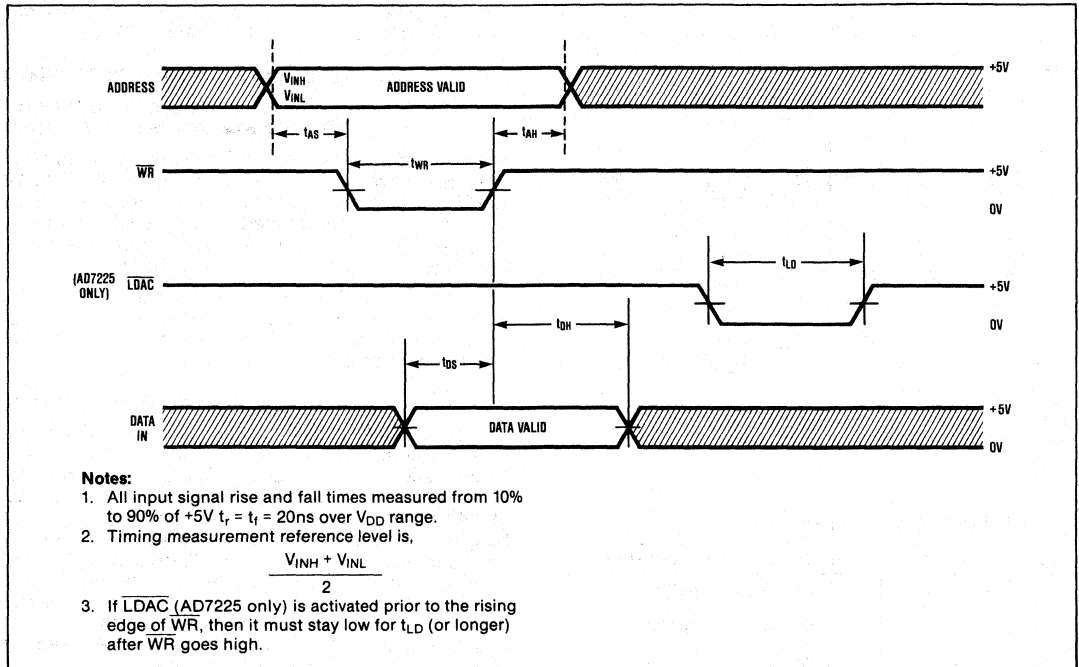 +5V
ADDRESS
VINH
VINL
ADDRESS VALID
tAS
tAH
tWR
WR
+5V
0V
tLD
(AD7225
ONLY)
LDAC
+5V
0V
tDH
tDS
DATA
IN
DATA VALID
+5V
0V
Notes:
1. All input signal rise and fall times measured from 10%
to 90% of +5V tr = tf = 20ns over VDD range.
2. Timing measurement reference level is,
VINH + VINL
2
3. If LDAC (AD7225 only) is activated prior to the rising
edge of WR, then it must stay low for tLD (or longer)
after WR goes high.